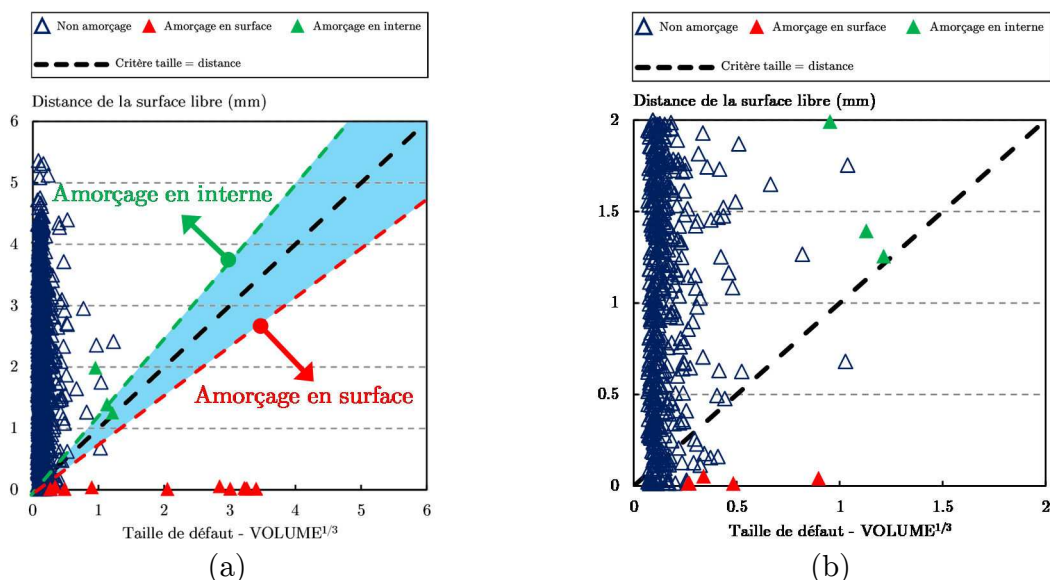 Non amorçage Amorçage en surface Amorçage en interne
Critère taille = distance
Distance de la surface libre (mm)
6
5
4
3
2
1
0
0 1 2 3 4 5 6
Amorçage en interne
Amorçage en surface
Taille de défaut - VOLUME^{1/3}
(a)
Non amorçage Amorçage en surface Amorçage en interne
Critère taille = distance
Distance de la surface libre (mm)
2
1.5
1
0.5
0
0 0.5 1 1.5 2
Taille de défaut - VOLUME^{1/3}
(b)